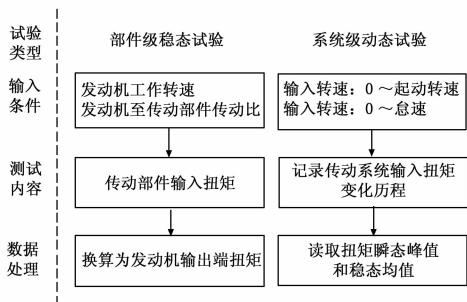 试验
类型
部件级稳态试验
系统级动态试验
输入
条件
发动机工作转速
发动机至传动部件传动比
输入转速：0～起动转速
输入转速：0～怠速
测试
内容
传动部件输入扭矩
记录传动系统输入扭矩
变化历程
数据
处理
换算为发动机输出端扭矩
读取扭矩瞬态峰值
和稳态均值